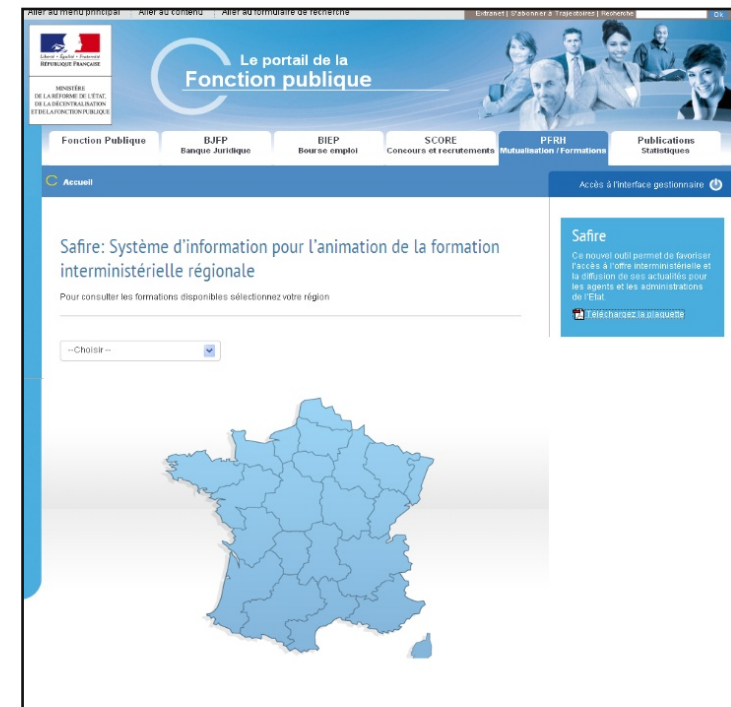 Aller au menu principal | Aller au contenu | Aller au formulaire de recherche
Extranet | S'abonner à Trajectoires | Recherche Ok
Liberté • Égalité • Fraternité
RÉPUBLIQUE FRANÇAISE
MINISTÈRE
DE LA RÉFORME DE L'ÉTAT,
DE LA DÉCENTRALISATION
ET DE LA FONCTION PUBLIQUE
Le portail de la
Fonction publique
Fonction Publique
BJFP
Banque Juridique
BIEP
Bourse emploi
SCORE
Concours et recrutements
PFRH
Mutualisation / Formations
Publications
Statistiques
Accueil
Accès à l'interface gestionnaire
Safire: Système d'information pour l'animation de la formation
interministérielle régionale
Pour consulter les formations disponibles sélectionnez votre région
--Choisir--
Safire
Ce nouvel outil permet de favoriser
l'accès à l'offre interministérielle et
la diffusion de ses actualités pour
les agents et les administrations
de l'Etat.
Téléchargez la plaquette